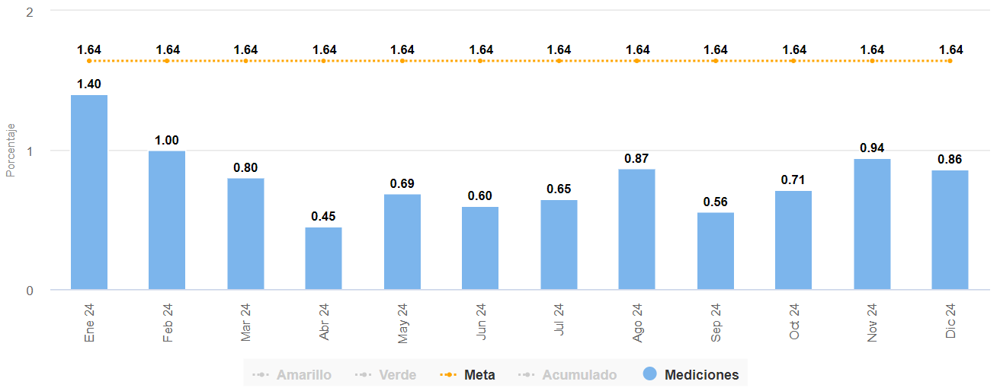 2
1.64 1.64 1.64 1.64 1.64 1.64 1.64 1.64 1.64 1.64 1.64 1.64
1.40
1.00
0.80
0.45
0.69
0.60
0.65
0.87
0.56
0.71
0.94
0.86
Porcentaje
1
0
Ene 24
Feb 24
Mar 24
Abr 24
May 24
Jun 24
Jul 24
Ago 24
Sep 24
Oct 24
Nov 24
Dic 24
Amarillo Verde Meta Acumulado Mediciones